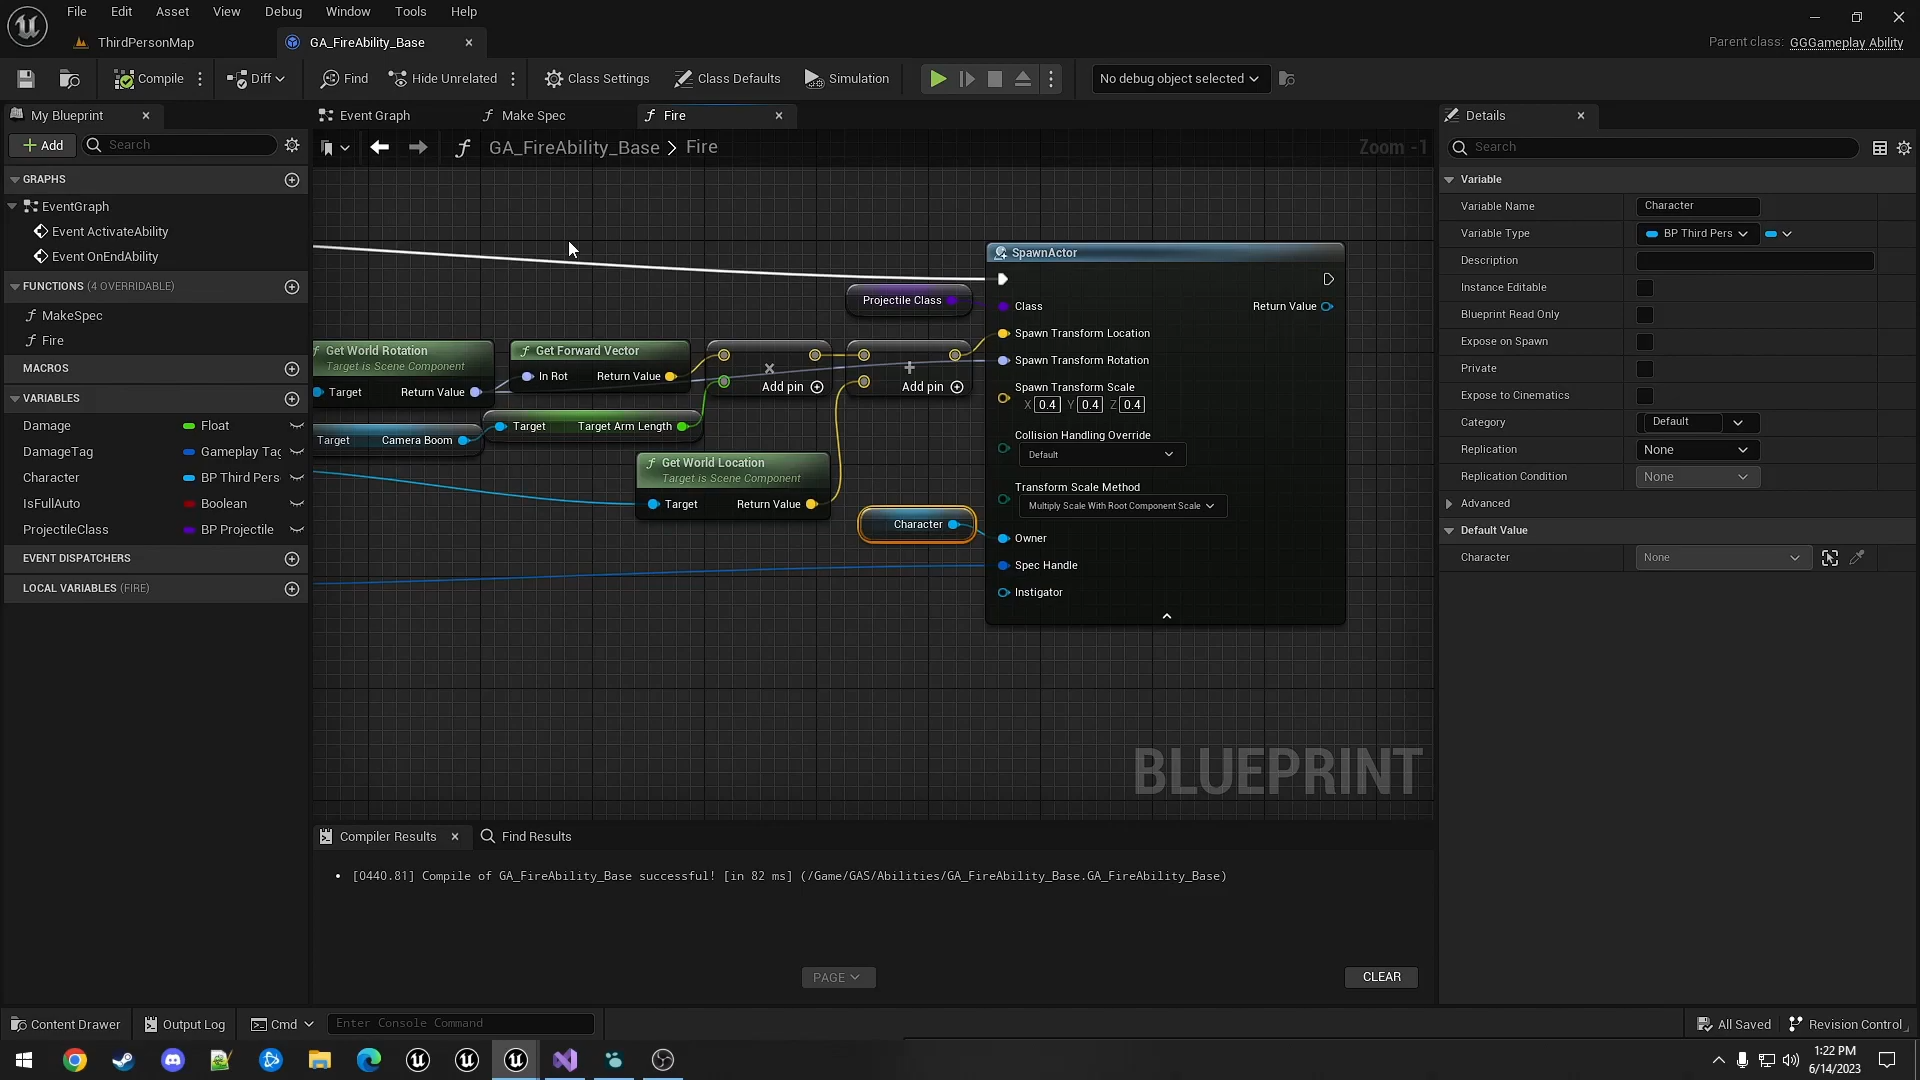 File Edit Asset View Debug Window Tools Help
ThirdPersonMap
GA_FireAbility_Base
Parent class: GGGameplay Ability
Compile
Diff
Find
Hide Unrelated
Class Settings
Class Defaults
Simulation
No debug object selected
My Blueprint
Event Graph
Make Spec
Fire
Details
Add
Search
GA_FireAbility_Base > Fire
Zoom -1
Search
GRAPHS
EventGraph
Event ActivateAbility
Event OnEndAbility
FUNCTIONS (4 OVERRIDABLE)
MakeSpec
Fire
MACROS
VARIABLES
Damage Float
DamageTag Gameplay Tag
Character BP Third Pers
IsFullAuto Boolean
ProjectileClass BP Projectile
EVENT DISPATCHERS
LOCAL VARIABLES (FIRE)
Get World Rotation
Target is Scene Component
Target Return Value
Get Forward Vector
In Rot Return Value
Target Camera Boom
Target Target Arm Length
Get World Location
Target is Scene Component
Target Return Value
Add pin
Add pin
Projectile Class
Character
SpawnActor
Class Return Value
Spawn Transform Location
Spawn Transform Rotation
Spawn Transform Scale
X 0.4 Y 0.4 Z 0.4
Collision Handling Override
Default
Transform Scale Method
Multiply Scale With Root Component Scale
Owner
Spec Handle
Instigator
BLUEPRINT
Variable
Variable Name Character
Variable Type BP Third Pers
Description
Instance Editable
Blueprint Read Only
Expose on Spawn
Private
Expose to Cinematics
Category Default
Replication None
Replication Condition None
Advanced
Default Value
Character None
Compiler Results
Find Results
[0440.81] Compile of GA_FireAbility_Base successful! [in 82 ms] (/Game/GAS/Abilities/GA_FireAbility_Base.GA_FireAbility_Base)
PAGE
CLEAR
Content Drawer
Output Log
Cmd
Enter Console Command
All Saved
Revision Control
1:22 PM
6/14/2023